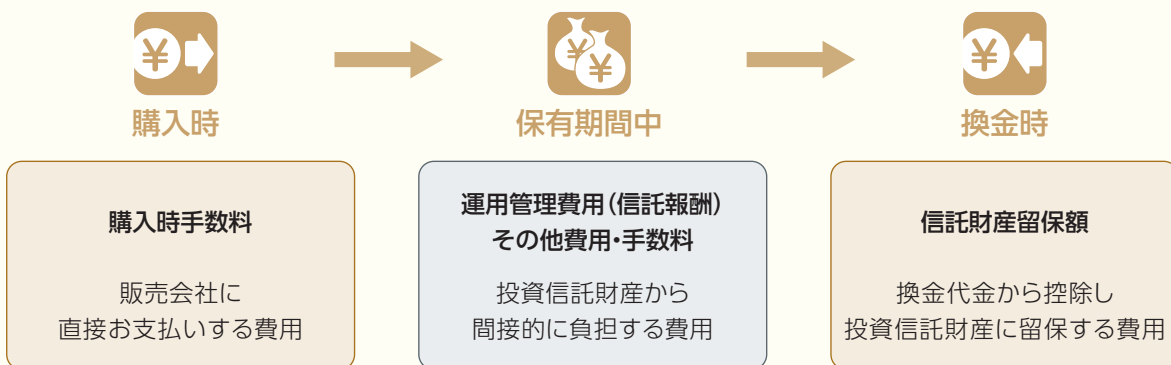 購入時
保有期間中
換金時
購入時手数料
販売会社に
直接お支払いする費用
運用管理費用(信託報酬)
その他費用・手数料
投資信託財産から
間接的に負担する費用
信託財産留保額
換金代金から控除し
投資信託財産に留保する費用